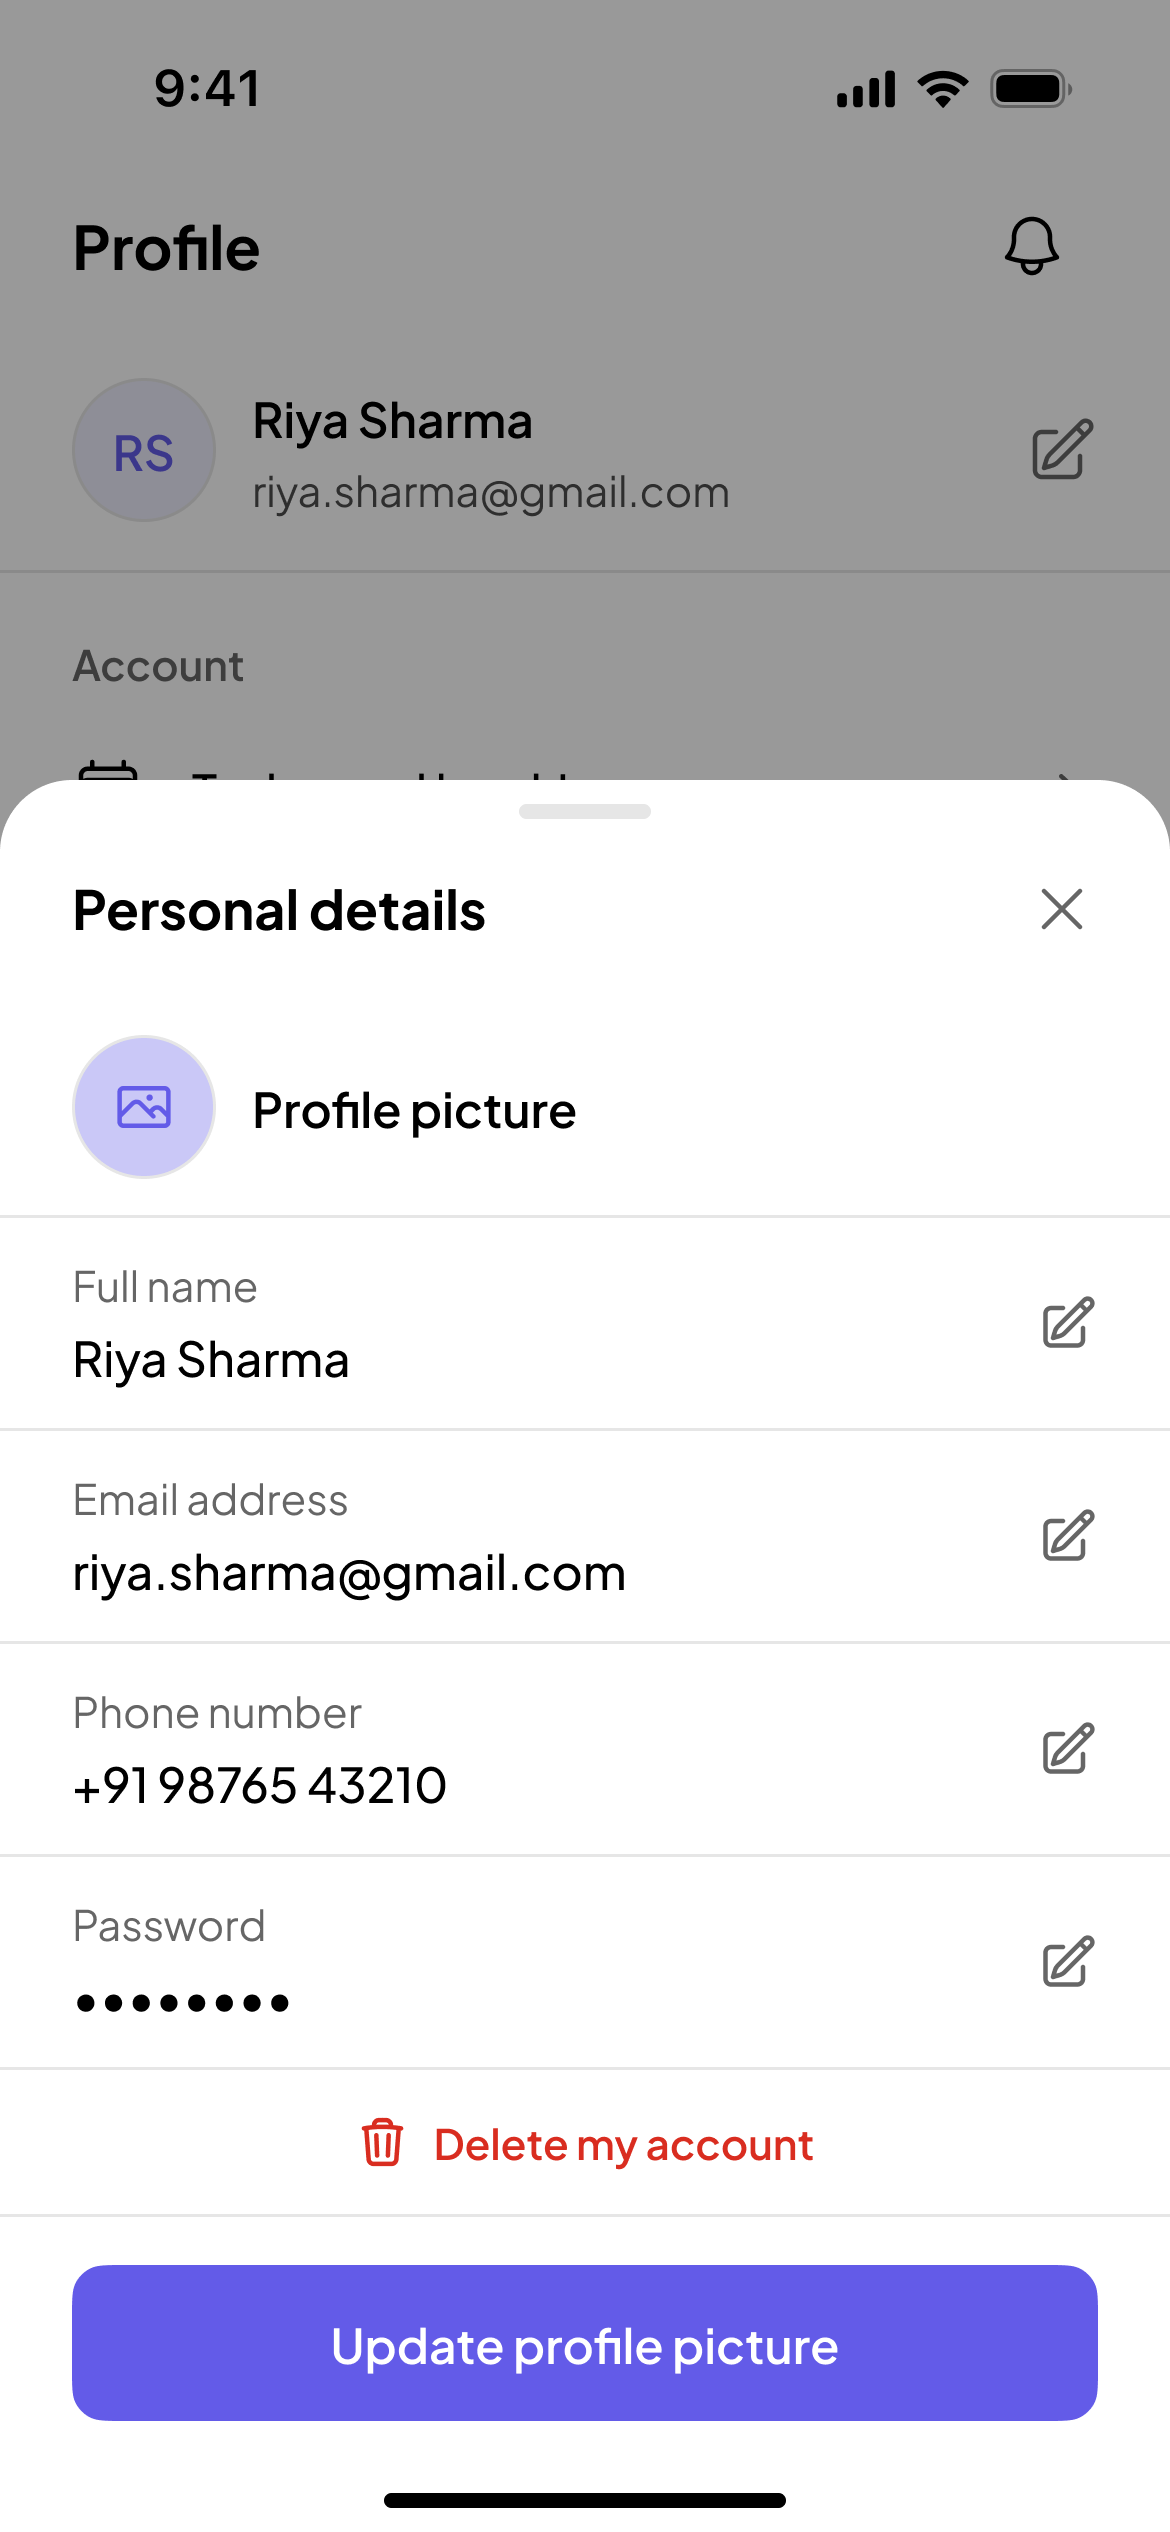 9:41
Profile
RS
Riya Sharma
riya.sharma@gmail.com
Account
Personal details
Profile picture
Full name
Riya Sharma
Email address
riya.sharma@gmail.com
Phone number
+91 98765 43210
Password
••••••••
Delete my account
Update profile picture